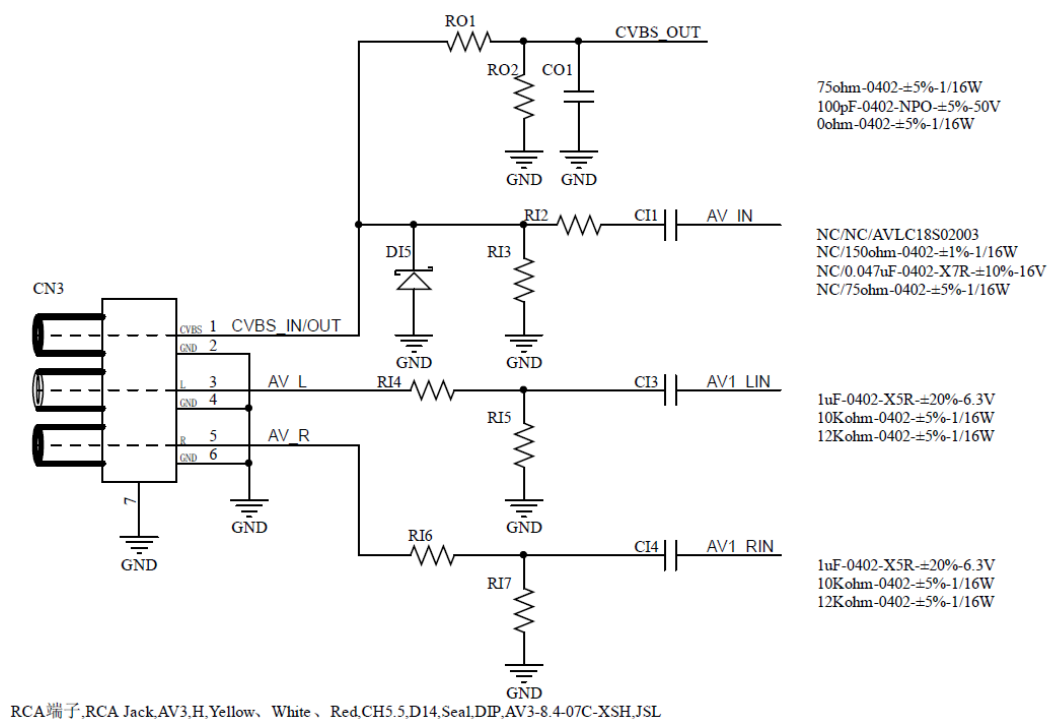 RO1
CVBS_OUT
RO2
CO1
75ohm-0402-±5%-1/16W
100pF-0402-NPO-±5%-50V
0ohm-0402-±5%-1/16W
GND
GND
RI2
CI1
AV_IN
DI5
RI3
NC/NC/AVLC18S02003
NC/150ohm-0402-±1%-1/16W
NC/0.047uF-0402-X7R-±10%-16V
NC/75ohm-0402-±5%-1/16W
CN3
CVBS 1 CVBS_IN/OUT
GND 2
GND
GND
L 3 AV_L
RI4
CI3
AV1_LIN
GND 4
RI5
1uF-0402-X5R-±20%-6.3V
10Kohm-0402-±5%-1/16W
12Kohm-0402-±5%-1/16W
R 5 AV_R
GND 6
7
GND
GND
GND
RI6
CI4
AV1_RIN
RI7
1uF-0402-X5R-±20%-6.3V
10Kohm-0402-±5%-1/16W
12Kohm-0402-±5%-1/16W
GND
RCA端子,RCA Jack,AV3,H,Yellow、White 、Red,CH5.5,D14,Seal,DIP,AV3-8.4-07C-XSH,JSL